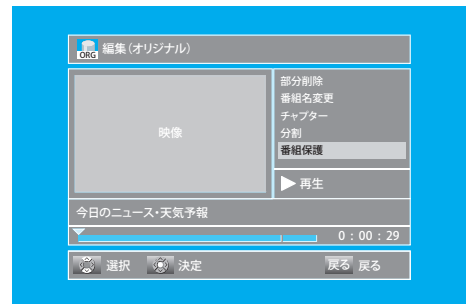 ORG 編集(オリジナル)
映像
部分削除
番組名変更
チャプター
分割
番組保護
再生
今日のニュース・天気予報
0:00:29
選択 決定 戻る 戻る